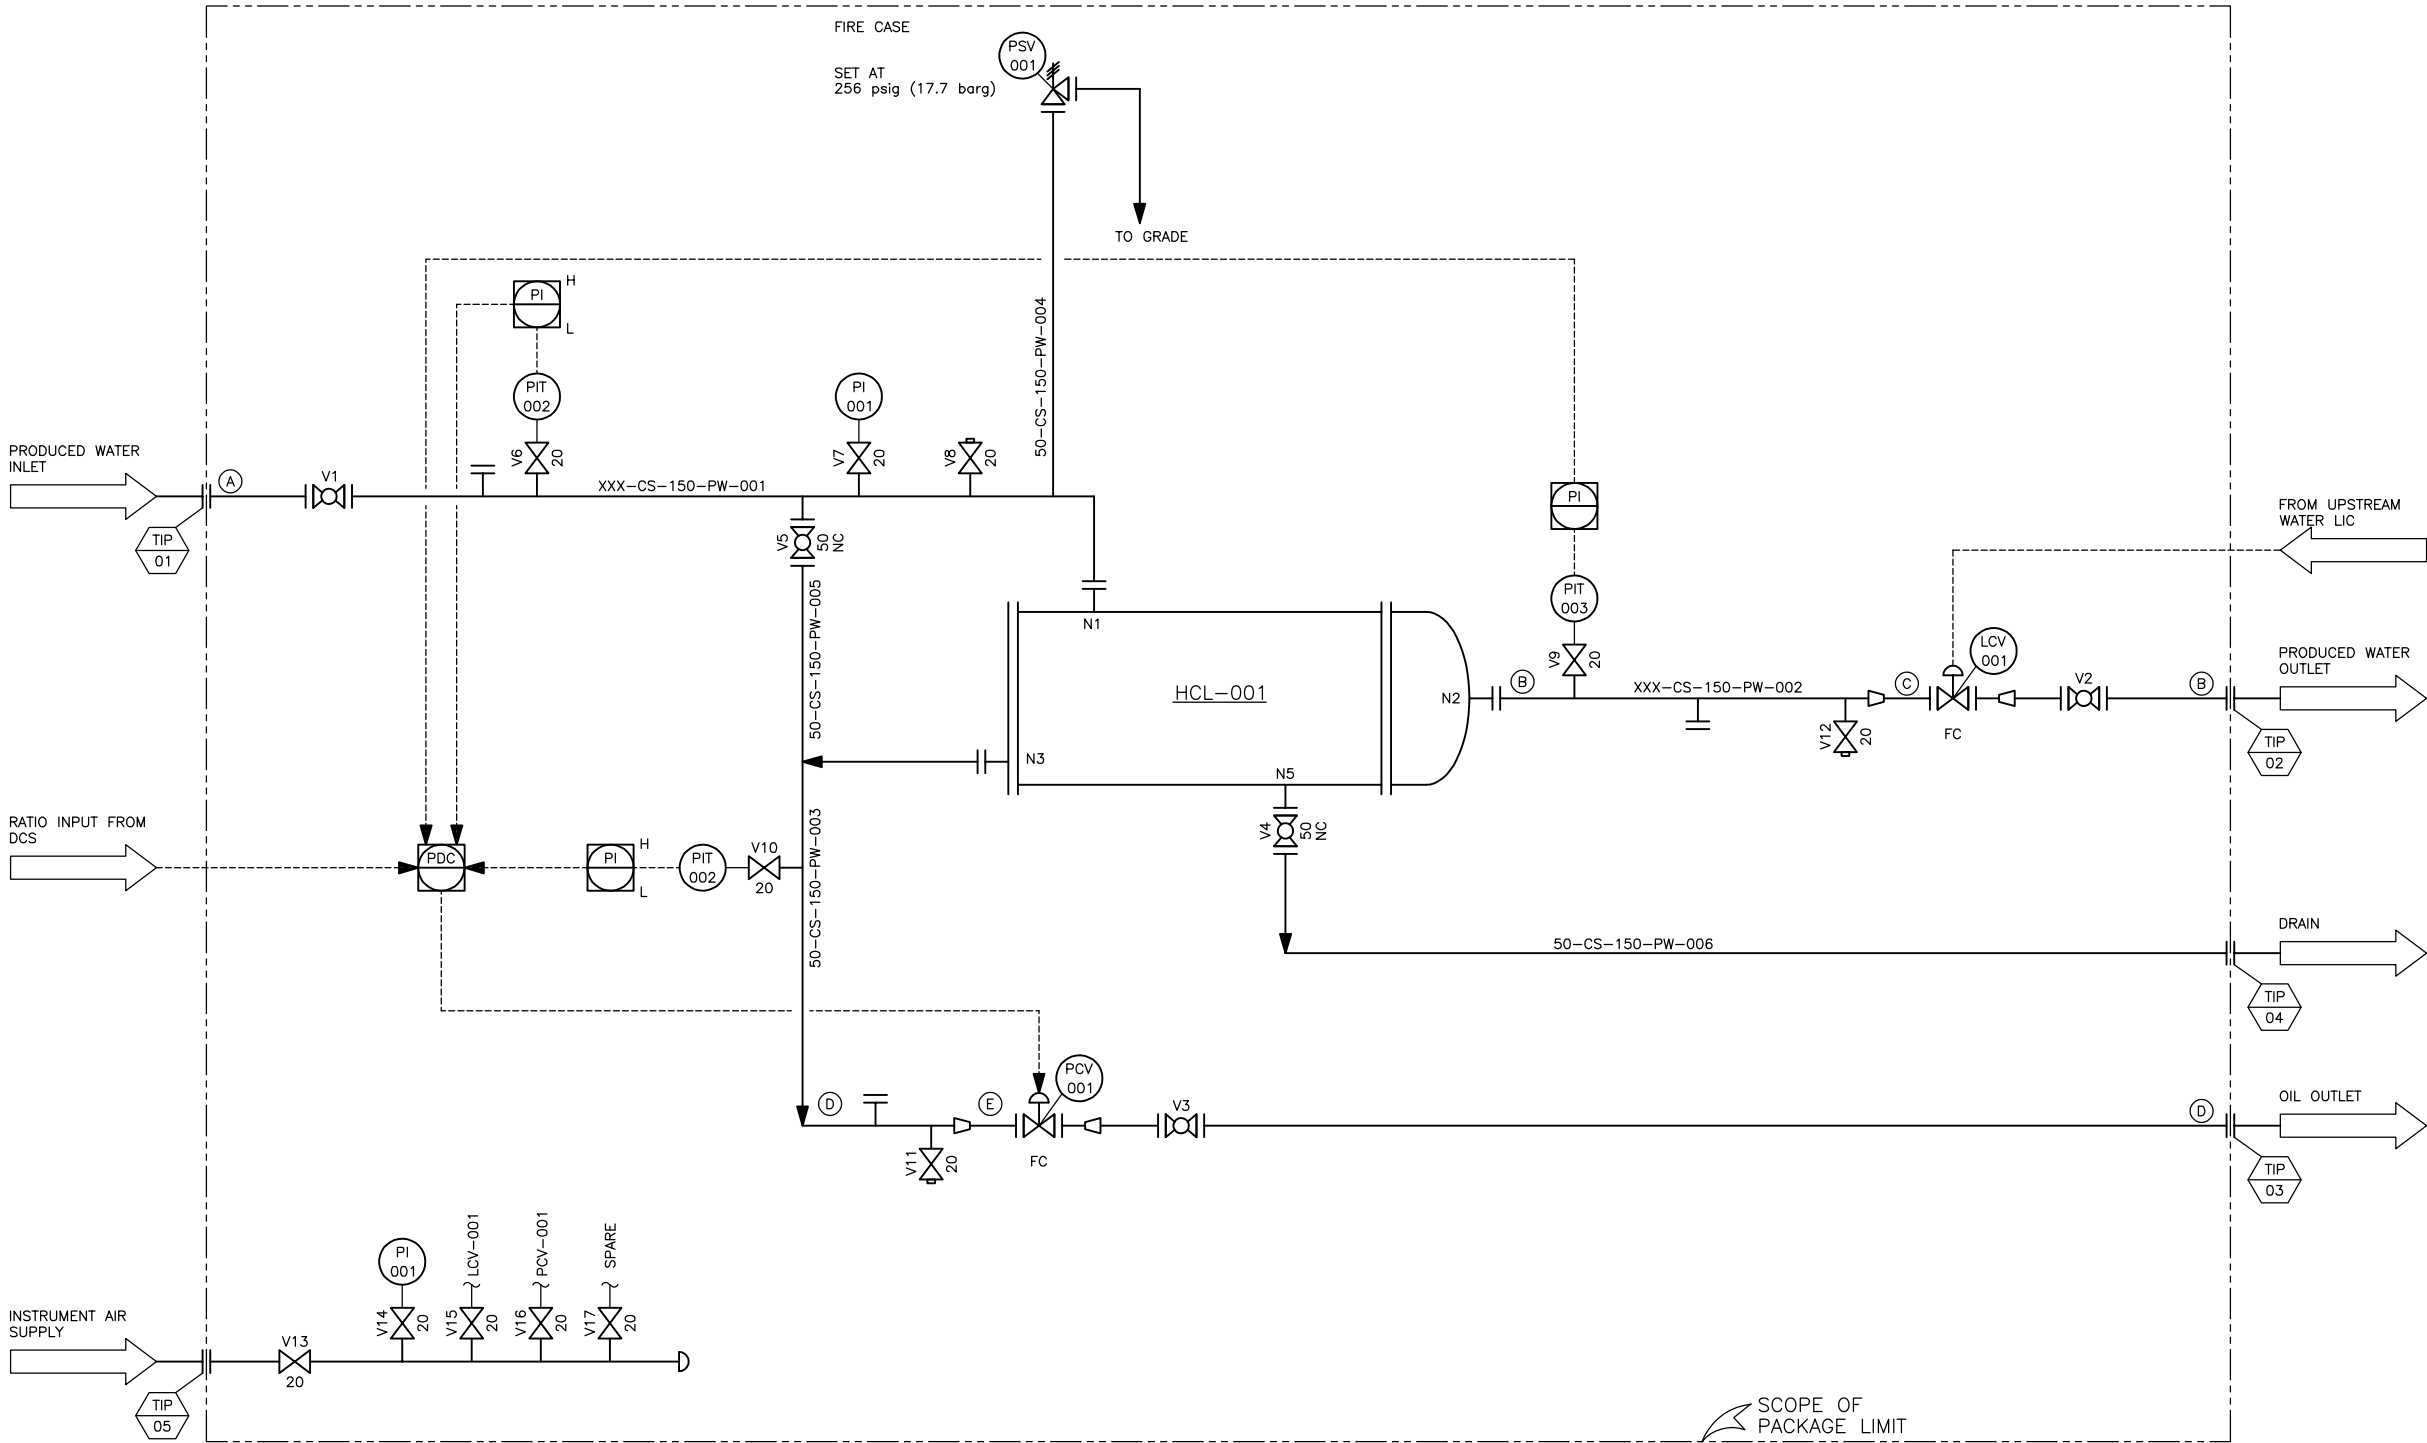 FIRE CASE
SET AT
256 psig (17.7 barg)
PSV
001
TO GRADE
50-CS-150-PW-004
PI
H
L
PIT
002
V6
20
PI
001
V7
20
V8
20
PRODUCED WATER
INLET
A
V1
XXX-CS-150-PW-001
TIP
01
V5
50
NC
50-CS-150-PW-005
N1
HCL-001
N2
N3
N5
PI
PIT
003
V9
20
B
XXX-CS-150-PW-002
V12
20
C
LCV
001
FC
V2
B
FROM UPSTREAM
WATER LIC
PRODUCED WATER
OUTLET
TIP
02
RATIO INPUT FROM
DCS
PDC
PI
H
L
PIT
002
V10
20
50-CS-150-PW-003
V4
50
NC
50-CS-150-PW-006
DRAIN
TIP
04
D
V11
20
E
PCV
001
FC
V3
D
OIL OUTLET
TIP
03
INSTRUMENT AIR
SUPPLY
TIP
05
V13
20
PI
001
V14
20
LCV-001
V15
20
PCV-001
V16
20
SPARE
V17
20
SCOPE OF
PACKAGE LIMIT